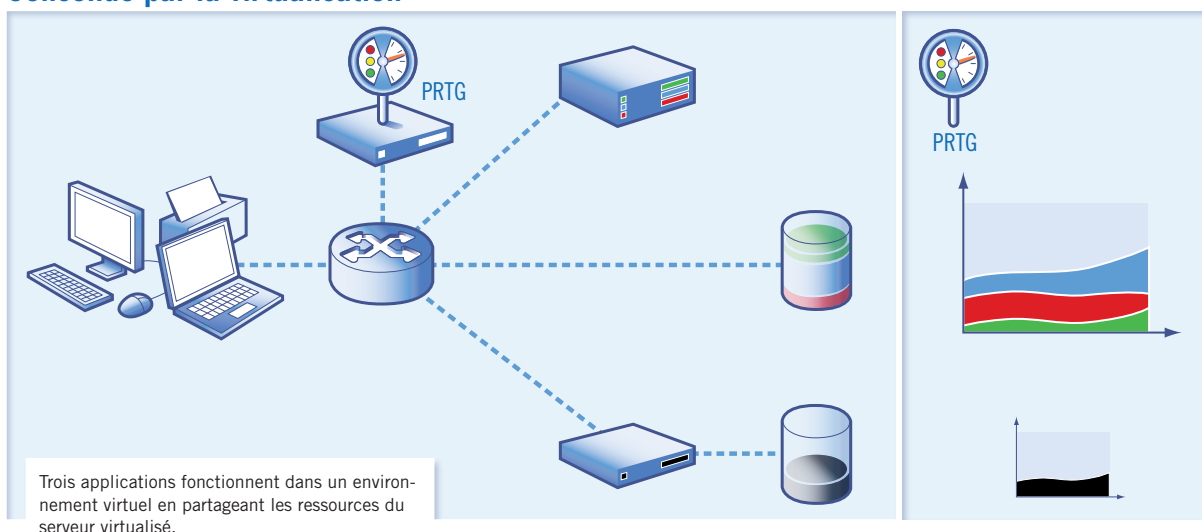 PRTG
PRTG
Trois applications fonctionnent dans un environ-
nement virtuel en partageant les ressources du
serveur virtualisé.